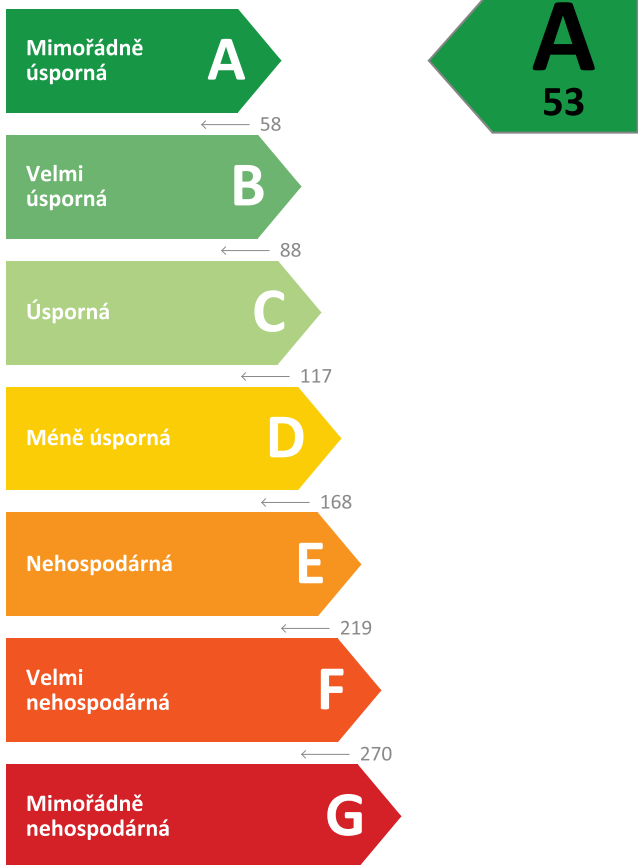 Mimořádně
úsporná
A
A
53
58
Velmi
úsporná
B
88
Úsporná
C
117
Méně úsporná
D
168
Nehospodárná
E
219
Velmi
nehospodárná
F
270
Mimořádně
nehospodárná
G